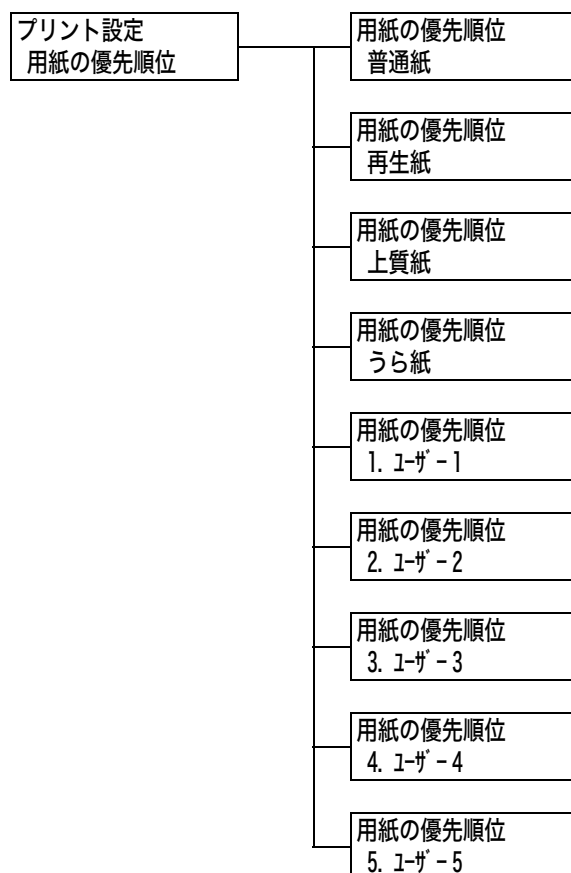 プリント設定
用紙の優先順位
用紙の優先順位
普通紙
用紙の優先順位
再生紙
用紙の優先順位
上質紙
用紙の優先順位
うら紙
用紙の優先順位
1. ﾕｰｻﾞｰ1
用紙の優先順位
2. ﾕｰｻﾞｰ2
用紙の優先順位
3. ﾕｰｻﾞｰ3
用紙の優先順位
4. ﾕｰｻﾞｰ4
用紙の優先順位
5. ﾕｰｻﾞｰ5